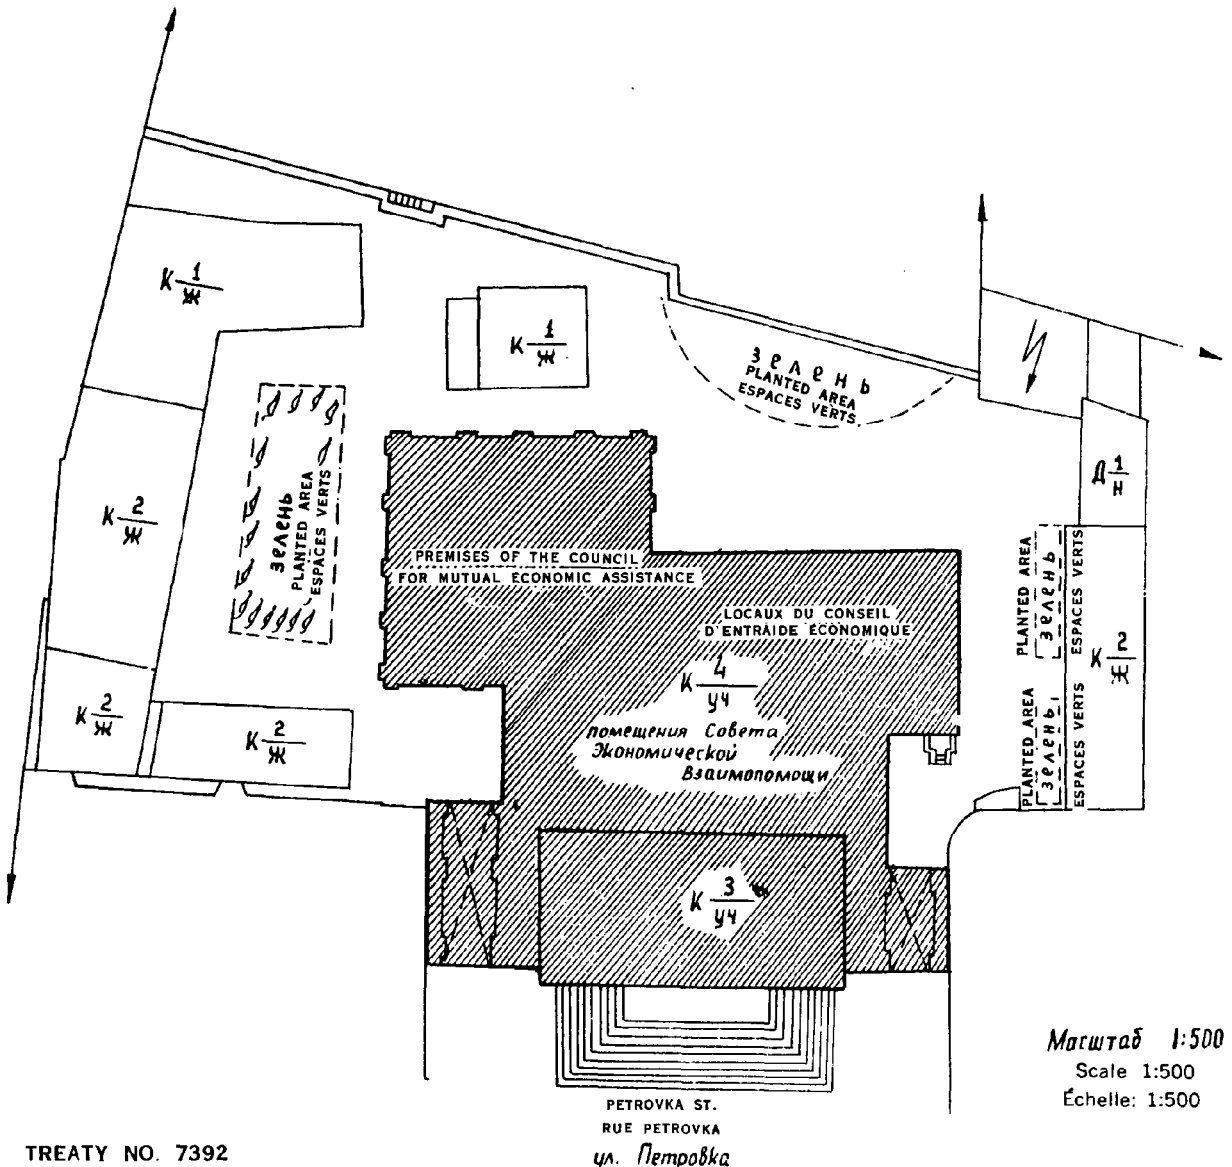 К 1/Ж
К 1/Ж
зелень
PLANTED AREA
ESPACES VERTS
К 2/Ж
зелень
PLANTED AREA
ESPACES VERTS
Д 1/Н
PREMISES OF THE COUNCIL
FOR MUTUAL ECONOMIC ASSISTANCE
LOCAUX DU CONSEIL
D'ENTRAIDE ÉCONOMIQUE
К 4/уч
помещения Совета
Экономической
Взаимопомощи
PLANTED AREA
зелень
ESPACES VERTS
К 2/Ж
PLANTED AREA
зелень
ESPACES VERTS
К 2/Ж
К 2/Ж
К 3/уч
Масштаб 1:500
Scale 1:500
Échelle: 1:500
PETROVKA ST.
RUE PETROVKA
ул. Петровка
TREATY NO. 7392